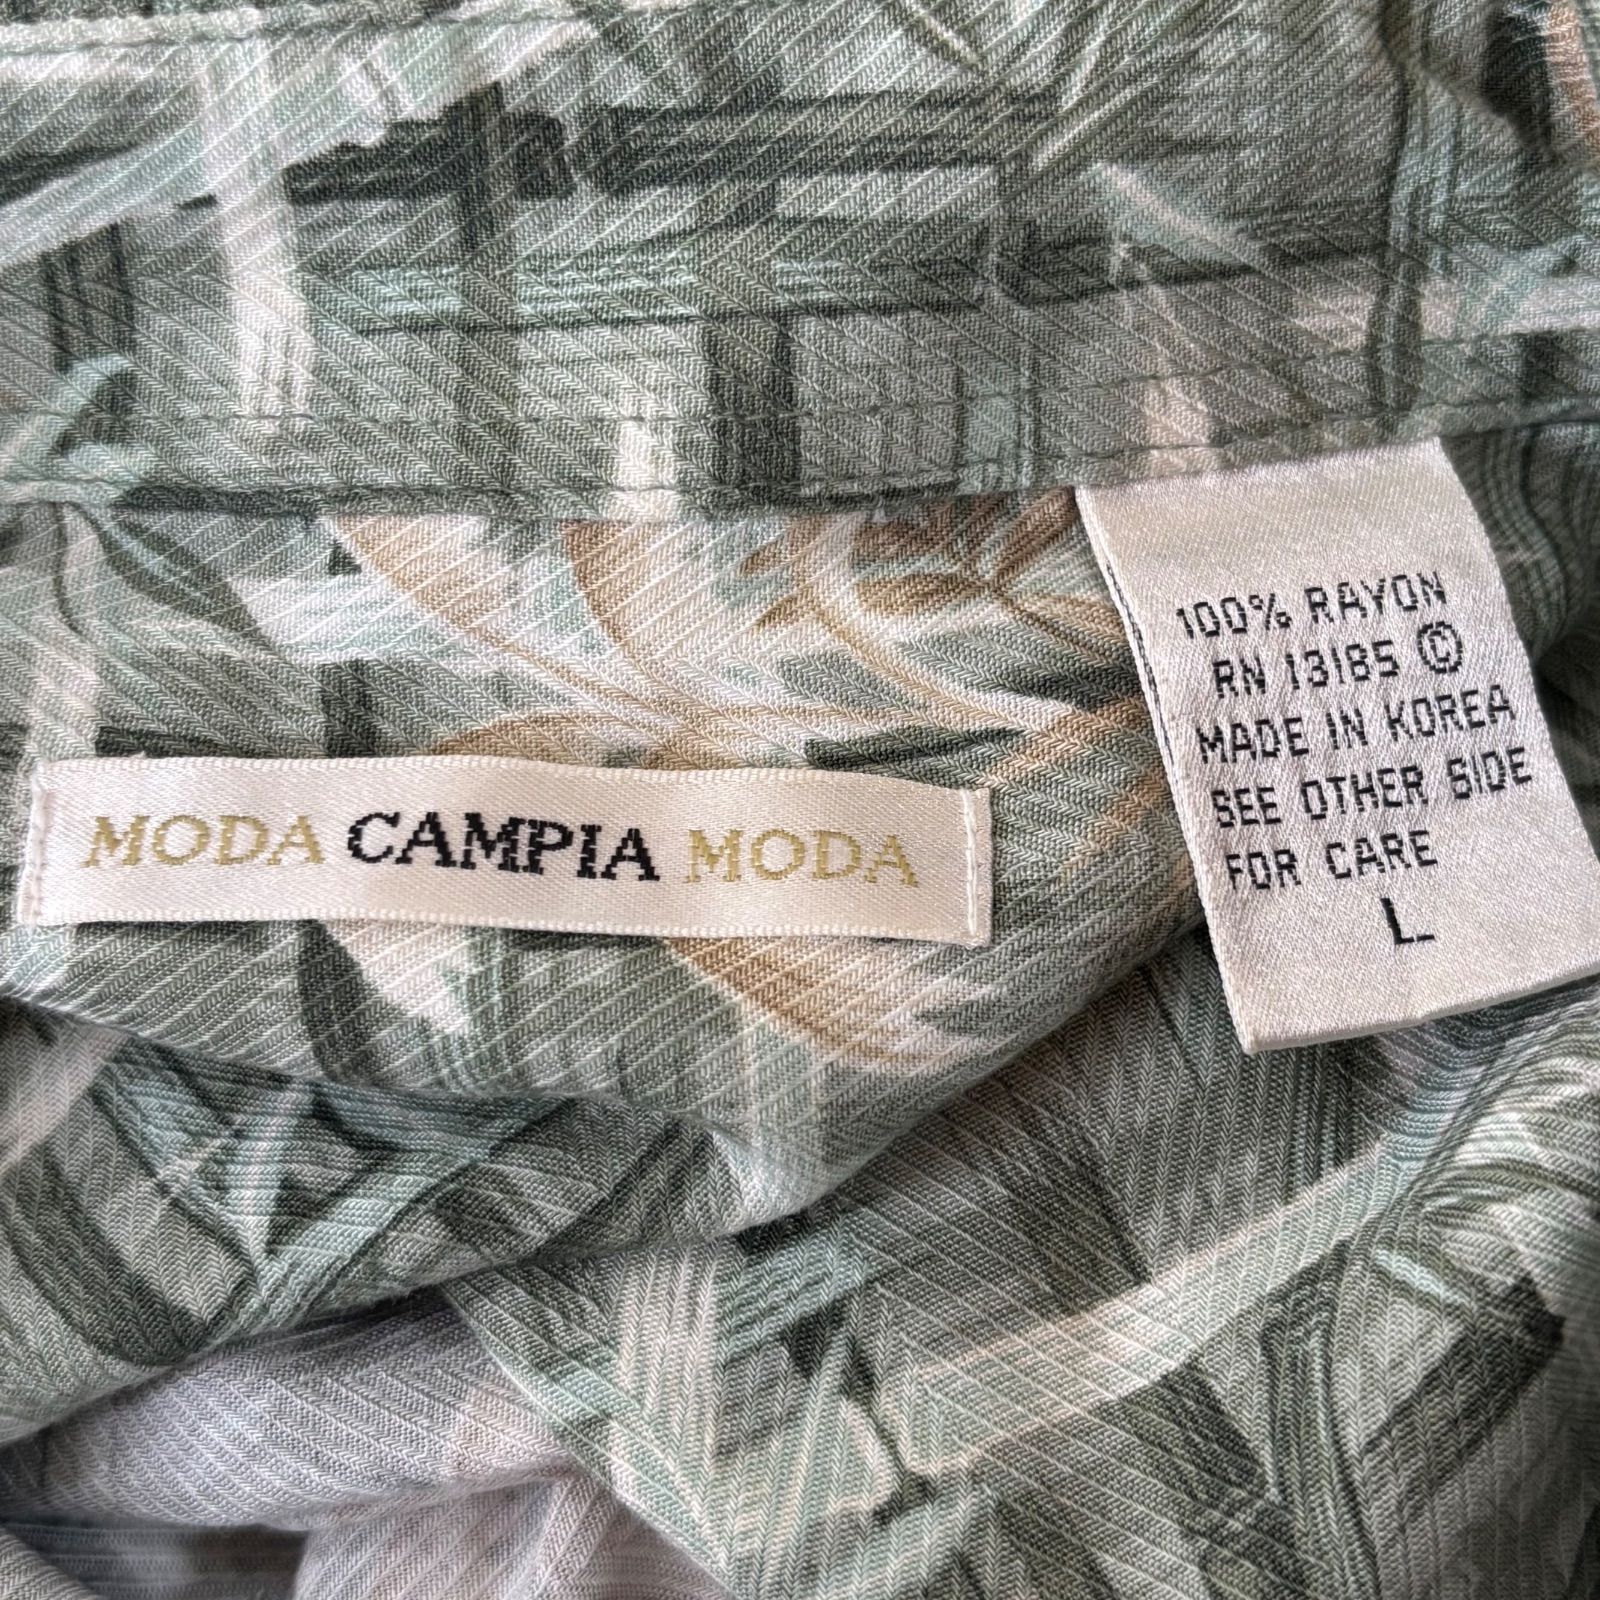 MODA CAMPIA MODA
100% RAYON
RN 13185 ©
MADE IN KOREA
SEE OTHER SIDE
FOR CARE
L